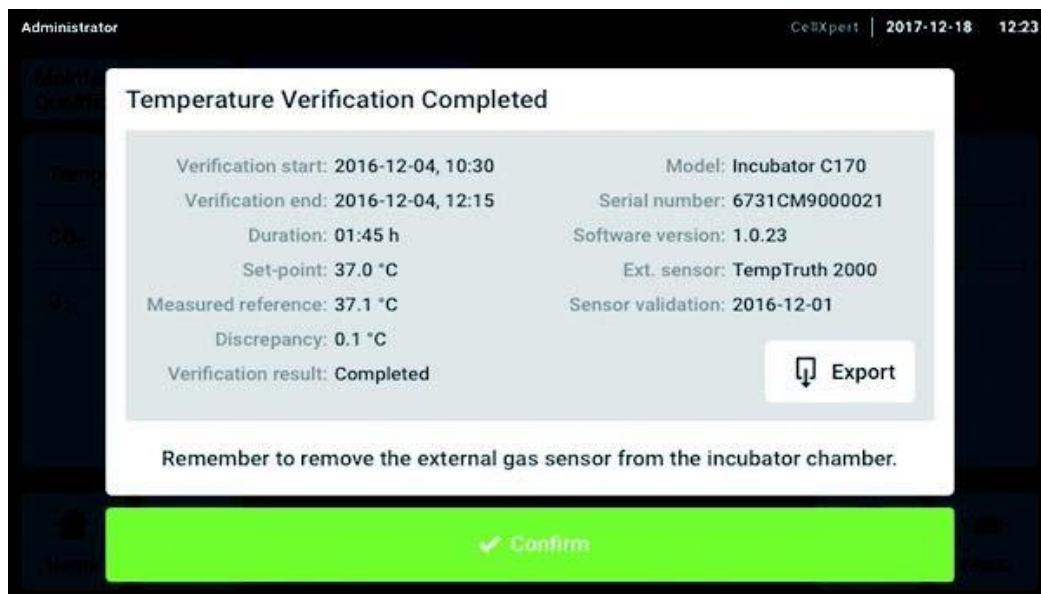 Administrator
CellXpert | 2017-12-18 12:23
Temperature Verification Completed
Verification start: 2016-12-04, 10:30
Verification end: 2016-12-04, 12:15
Duration: 01:45 h
Set-point: 37.0 °C
Measured reference: 37.1 °C
Discrepancy: 0.1 °C
Verification result: Completed
Model: Incubator C170
Serial number: 6731CM9000021
Software version: 1.0.23
Ext. sensor: TempTruth 2000
Sensor validation: 2016-12-01
Export
Remember to remove the external gas sensor from the incubator chamber.
Confirm